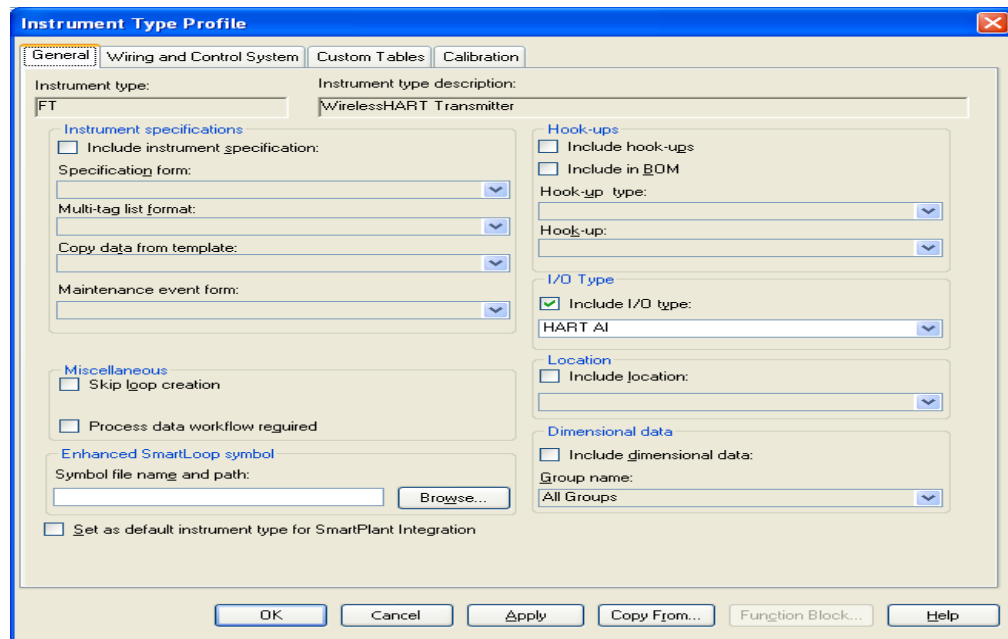 Instrument Type Profile
General Wiring and Control System Custom Tables Calibration
Instrument type:
FT
Instrument type description:
WirelessHART Transmitter
Instrument specifications
Include instrument specification:
Specification form:
Multi-tag list format:
Copy data from template:
Maintenance event form:
Miscellaneous
Skip loop creation
Process data workflow required
Enhanced SmartLoop symbol
Symbol file name and path:
Browse...
Set as default instrument type for SmartPlant Integration
Hook-ups
Include hook-ups
Include in BOM
Hook-up type:
Hook-up:
I/O Type
Include I/O type:
HART AI
Location
Include location:
Dimensional data
Include dimensional data:
Group name:
All Groups
OK Cancel Apply Copy From... Function Block... Help